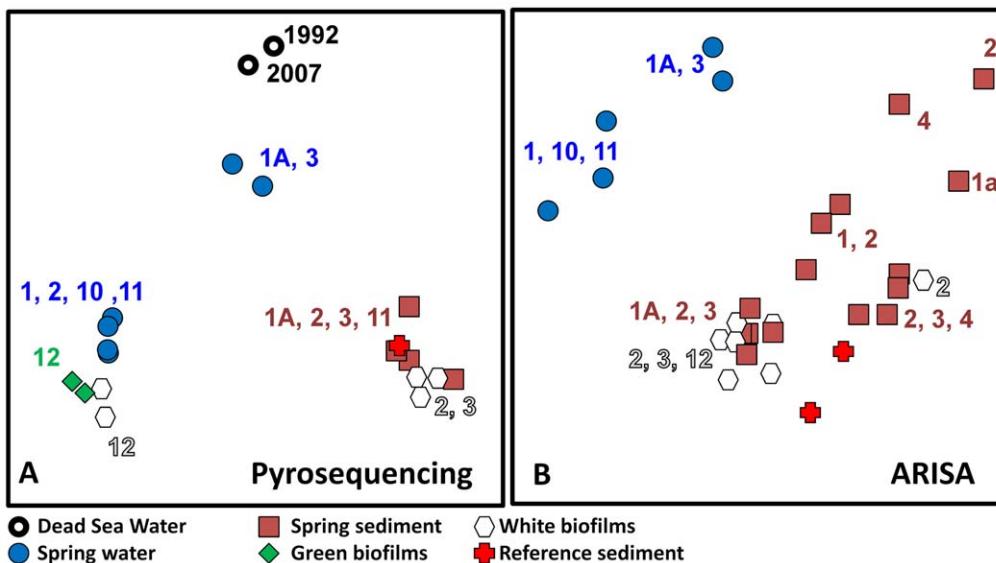 1992
2007
1A, 3
1, 2, 10 ,11
12
12
1A, 2, 3, 11
2, 3
A
Pyrosequencing
1A, 3
1, 10, 11
2
4
1a
1, 2
2
1A, 2, 3
2, 3, 4
2, 3, 12
B
ARISA
Dead Sea Water
Spring sediment
White biofilms
Spring water
Green biofilms
Reference sediment